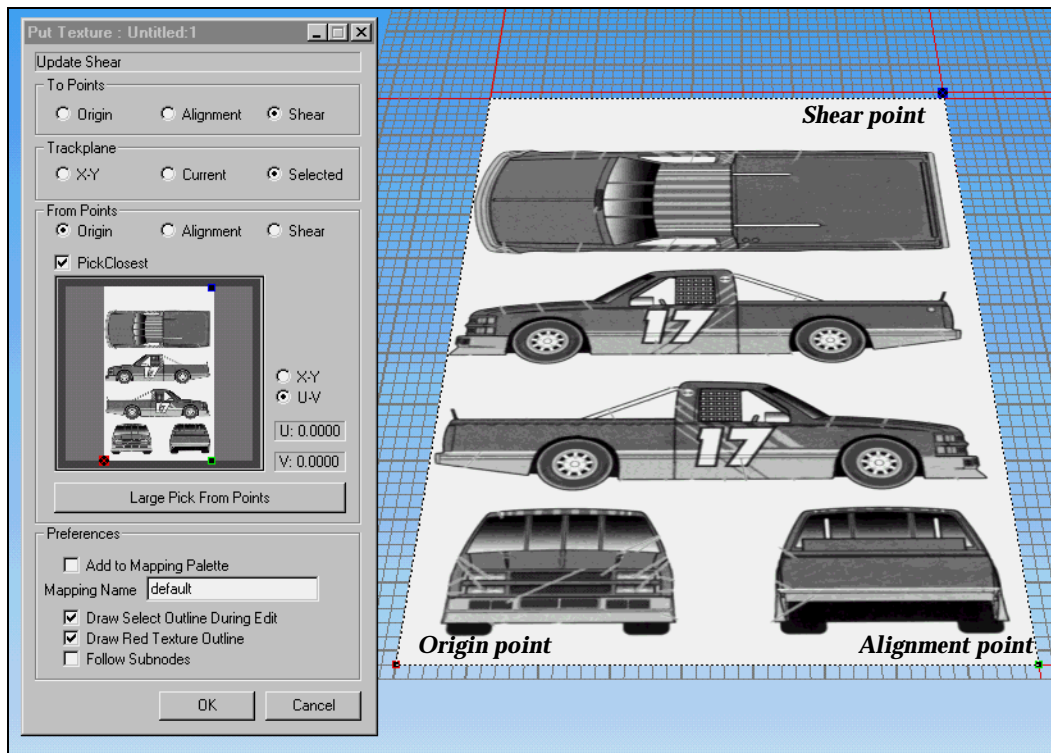 Put Texture : Untitled:1
Update Shear
To Points
Origin Alignment Shear
Trackplane
X-Y Current Selected
From Points
Origin Alignment Shear
PickClosest
X-Y
U-V
U: 0.0000
V: 0.0000
Large Pick From Points
Preferences
Add to Mapping Palette
Mapping Name default
Draw Select Outline During Edit
Draw Red Texture Outline
Follow Subnodes
OK Cancel
Shear point
17
17
Origin point Alignment point